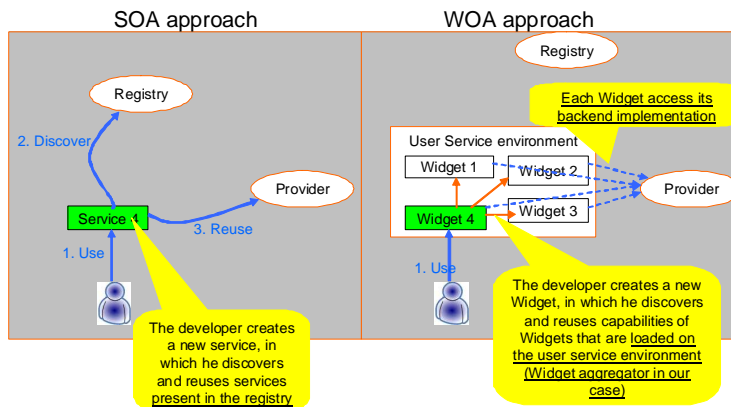 SOA approach
Registry
2. Discover
Provider
Service 4
3. Reuse
1. Use
The developer creates
a new service, in
which he discovers
and reuses services
present in the registry
WOA approach
Registry
Each Widget access its
backend implementation
User Service environment
Widget 1
Widget 2
Provider
Widget 4
Widget 3
1. Use
The developer creates a new
Widget, in which he discovers
and reuses capabilities of
Widgets that are loaded on
the user service environment
(Widget aggregator in our
case)